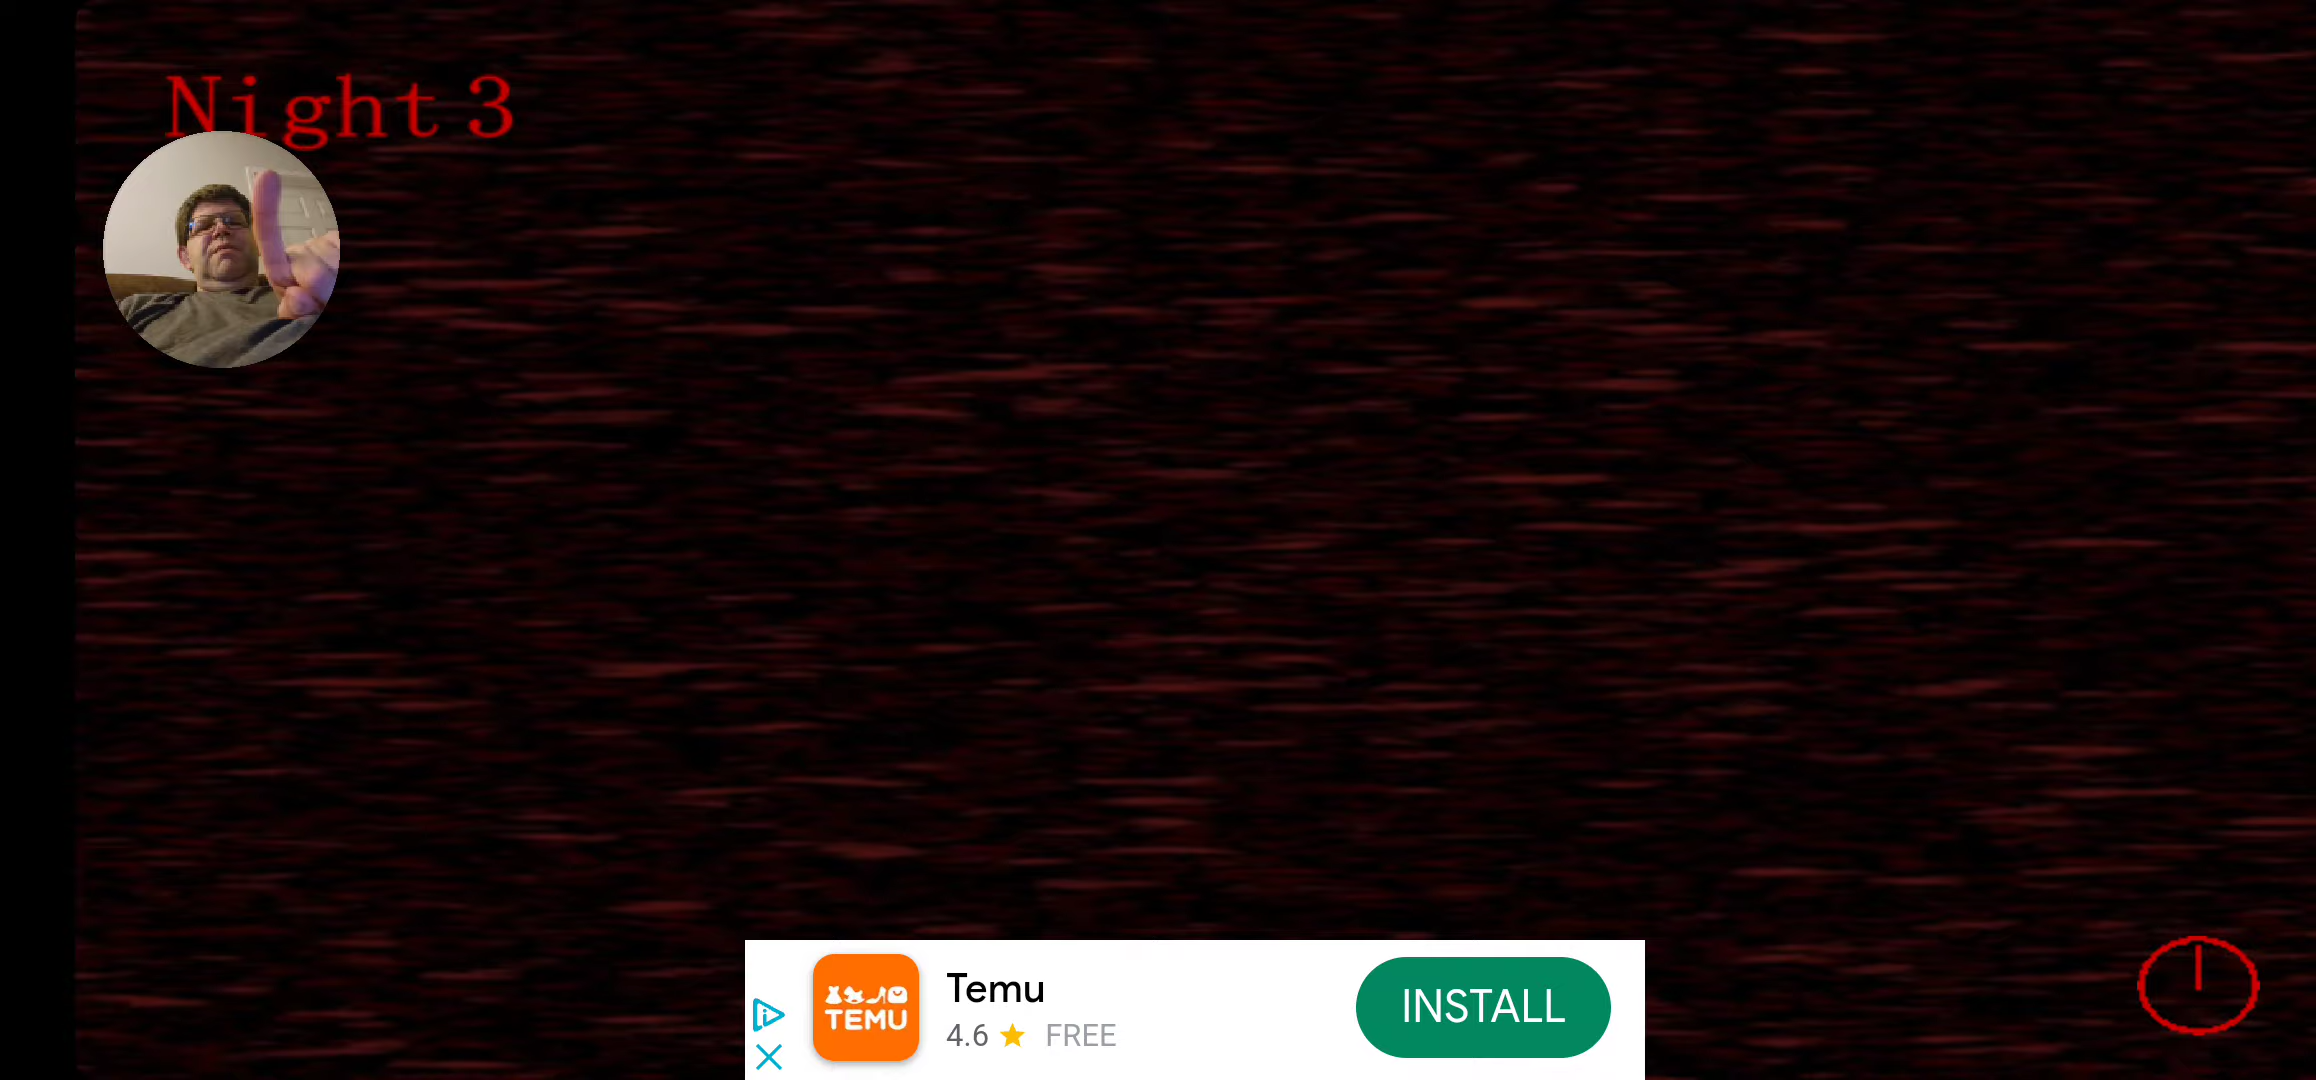 Night 3
TEMU
Temu
4.6 FREE
INSTALL